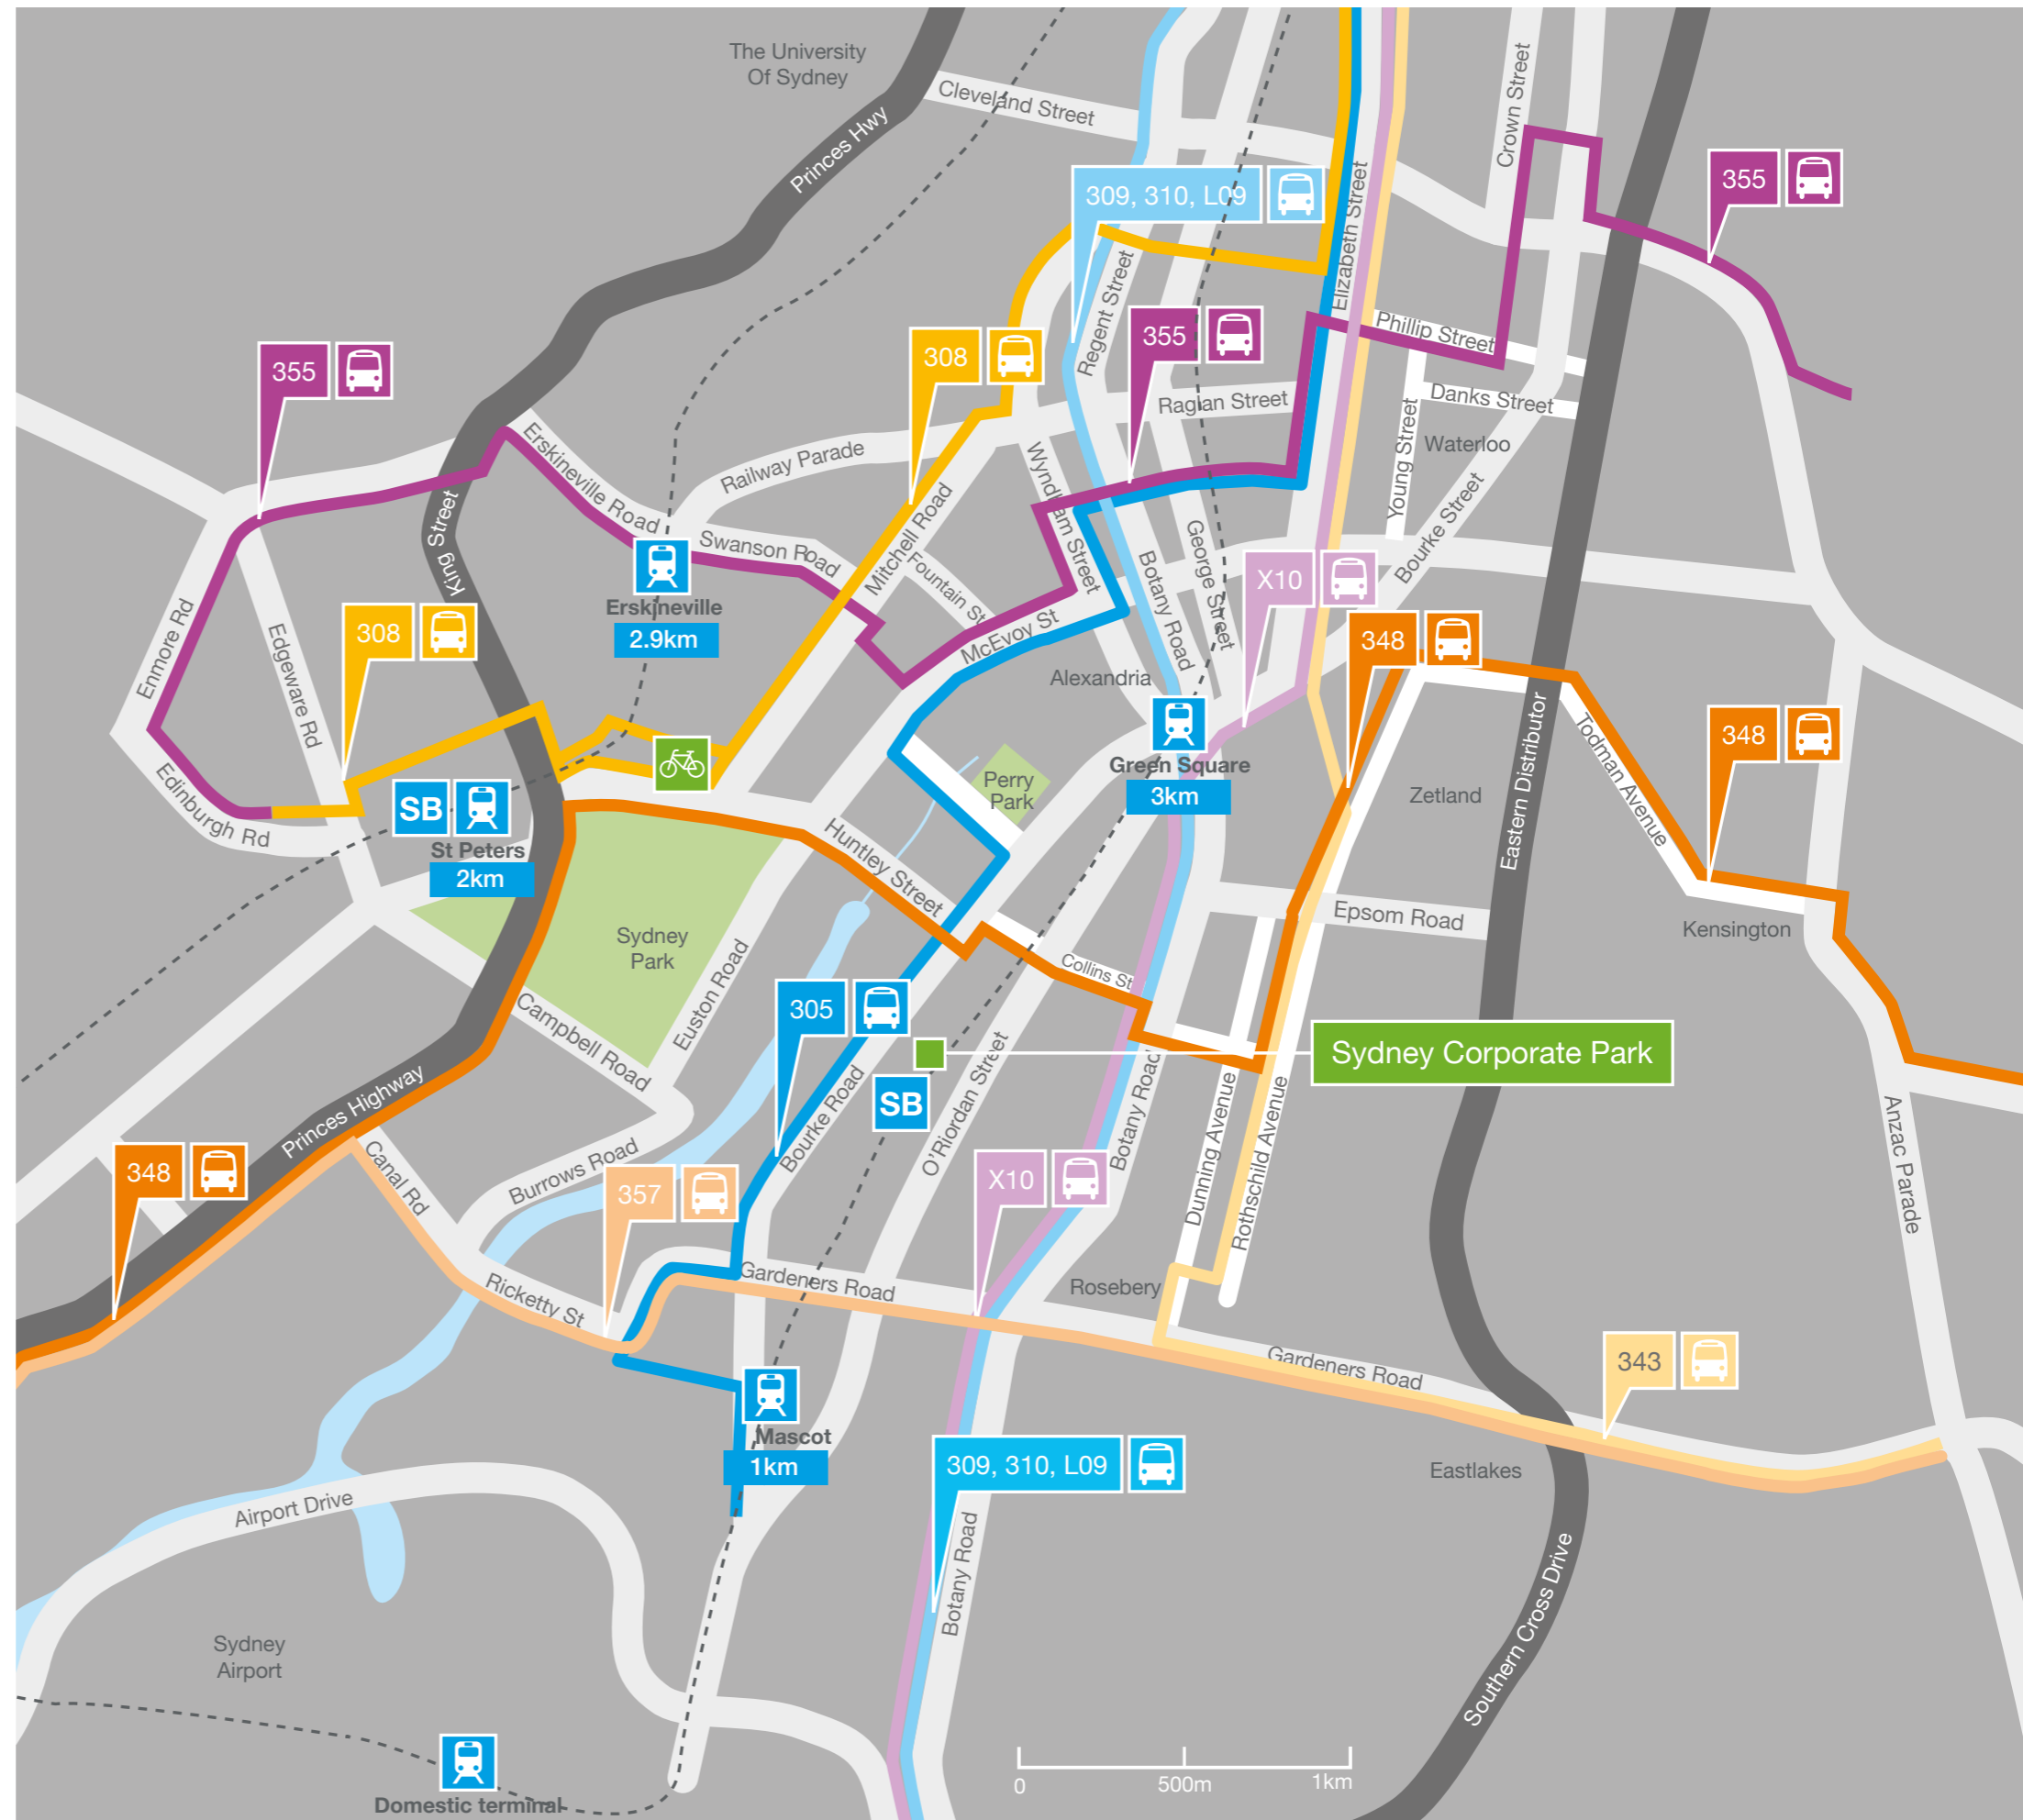 The University
Of Sydney
Cleveland Street
Princes Hwy
Crown Street
355
309, 310, L09
Elizabeth Street
Regent Street
308
355
Phillip Street
355
Raglan Street
Danks Street
Young Street
Waterloo
Erskineville Road
Railway Parade
Wyndham Street
King Street
Mitchell Road
Bourke Street
Swanson Road
Fountain St
Botany Road
George Street
X10
Erskineville
2.9km
308
McEvoy St
348
Enmore Rd
Edgeware Rd
Alexandria
Eastern Distributor
Todman Avenue
348
Edinburgh Rd
SB
St Peters
2km
Perry
Park
Green Square
3km
Zetland
Huntley Street
Epsom Road
Kensington
Sydney
Park
Euston Road
Collins St
305
Campbell Road
Sydney Corporate Park
SB
O'Riordan Street
Princes Highway
Bourke Road
Botany Road
Dunning Avenue
Rothschild Avenue
Anzac Parade
348
Canal Rd
Burrows Road
357
X10
Ricketty St
Gardeners Road
Rosebery
Gardeners Road
343
Mascot
1km
309, 310, L09
Eastlakes
Airport Drive
Botany Road
Southern Cross Drive
Sydney
Airport
Domestic terminal
0
500m
1km